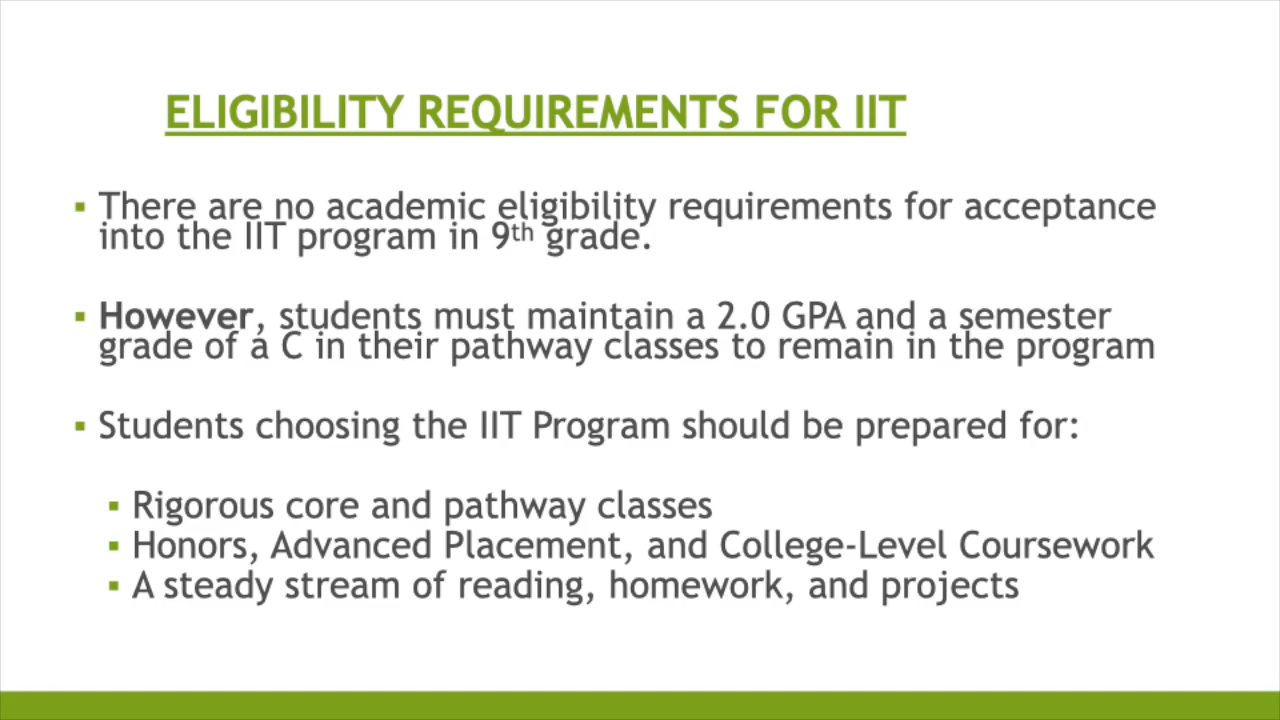 ELIGIBILITY REQUIREMENTS FOR IIT
▪ There are no academic eligibility requirements for acceptance
into the IIT program in 9th grade.
▪ However, students must maintain a 2.0 GPA and a semester
grade of a C in their pathway classes to remain in the program
▪ Students choosing the IIT Program should be prepared for:
▪ Rigorous core and pathway classes
▪ Honors, Advanced Placement, and College-Level Coursework
▪ A steady stream of reading, homework, and projects